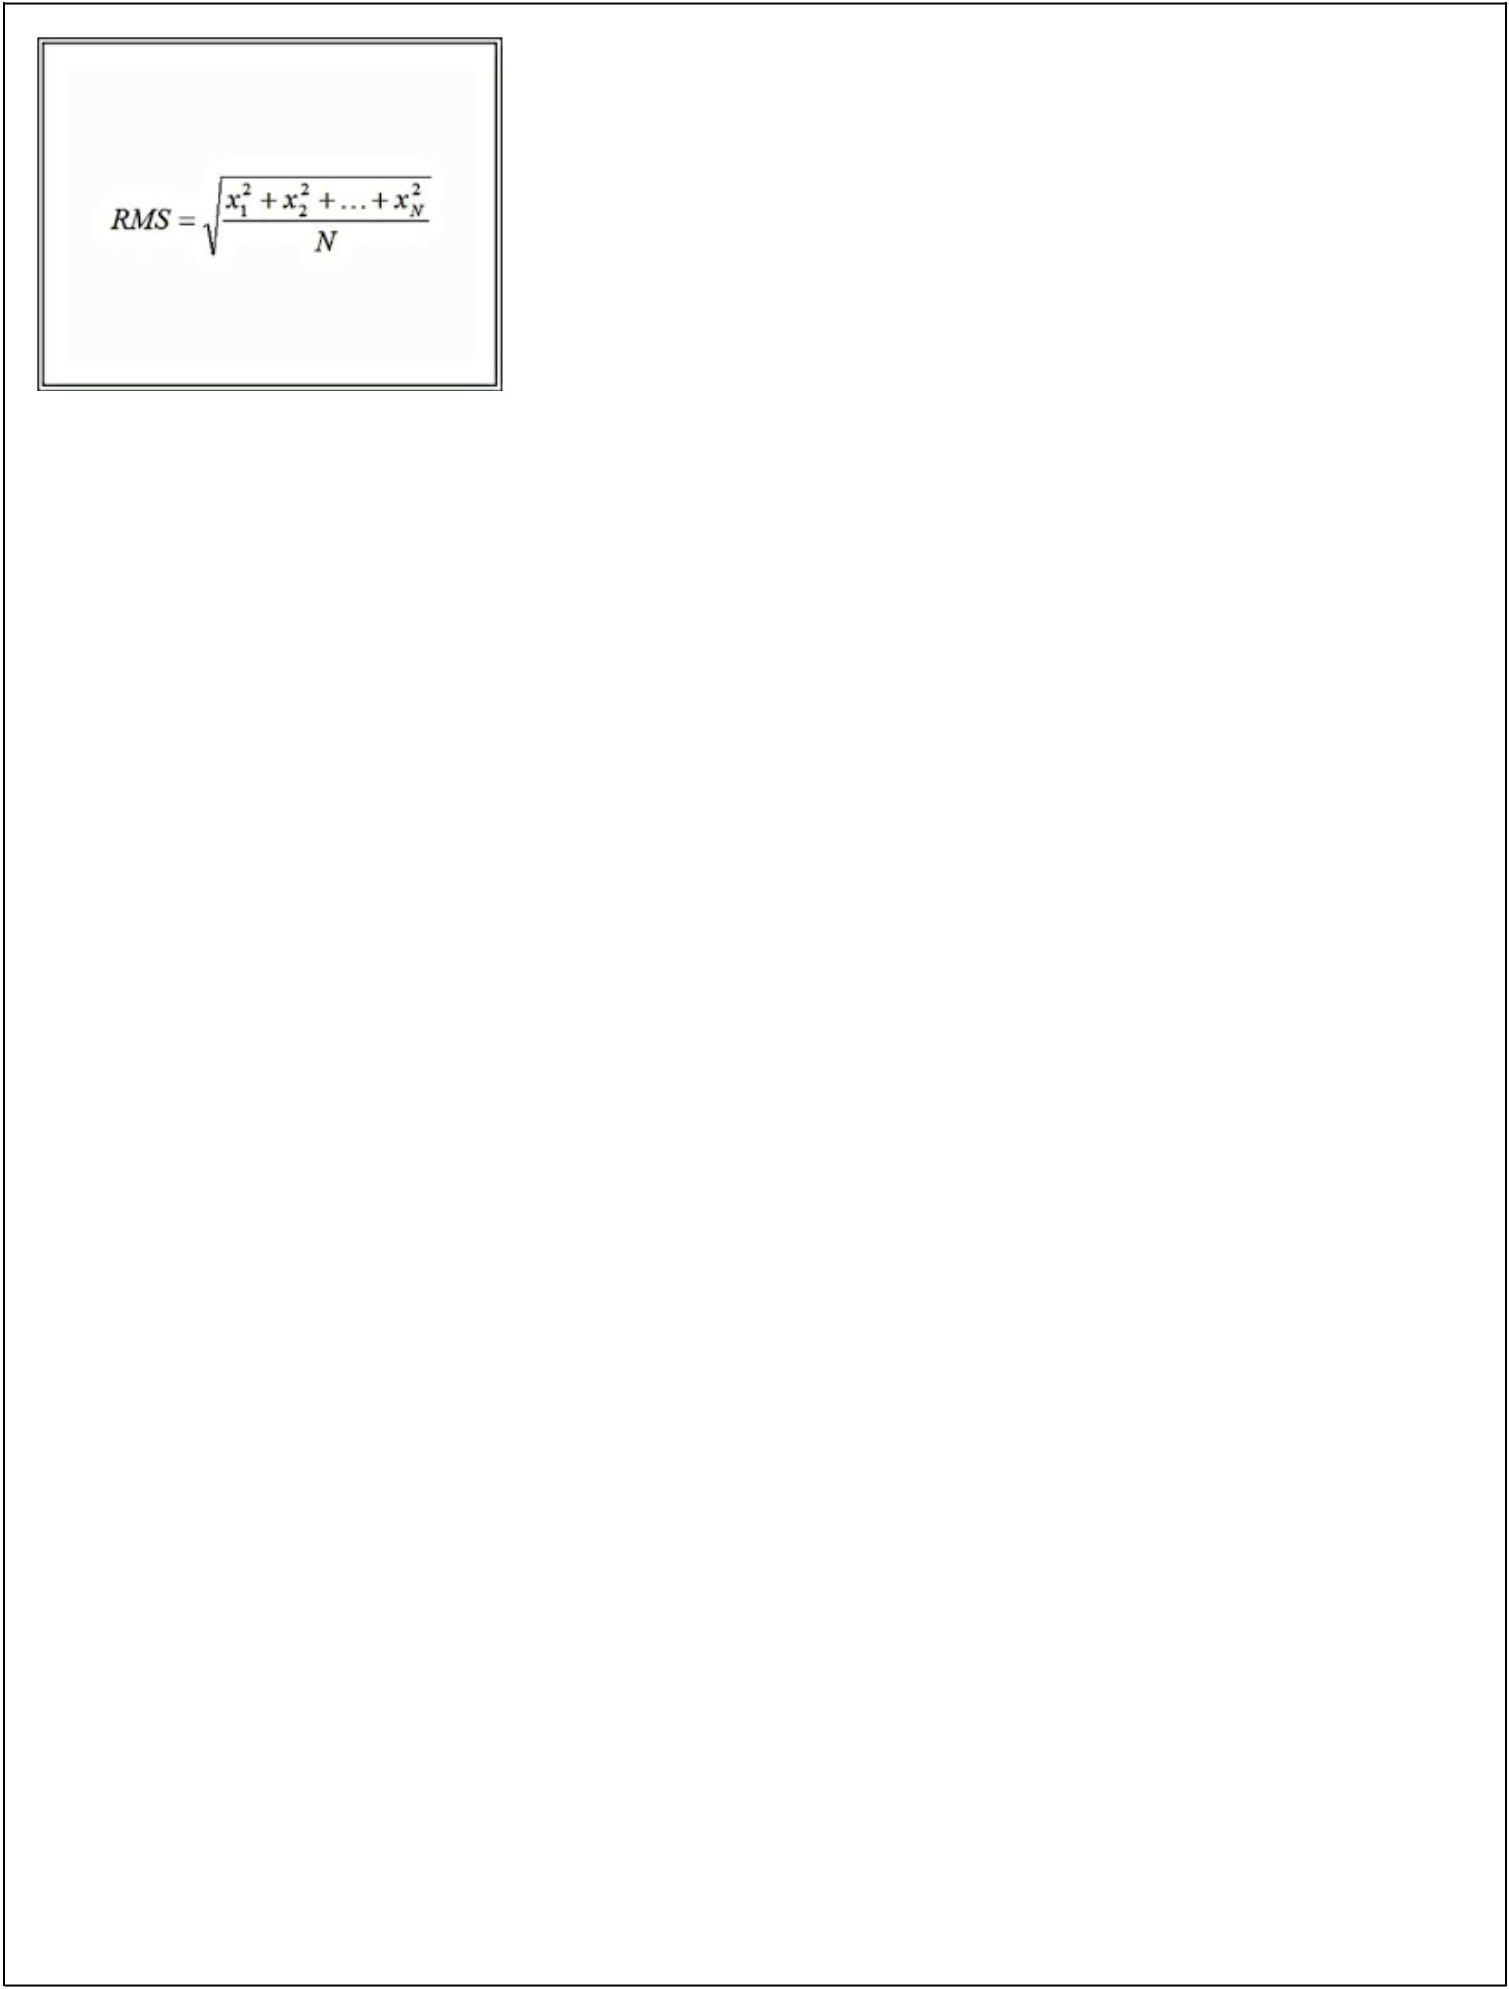 RMS = √((x₁² + x₂² + … + x_N²) / N)